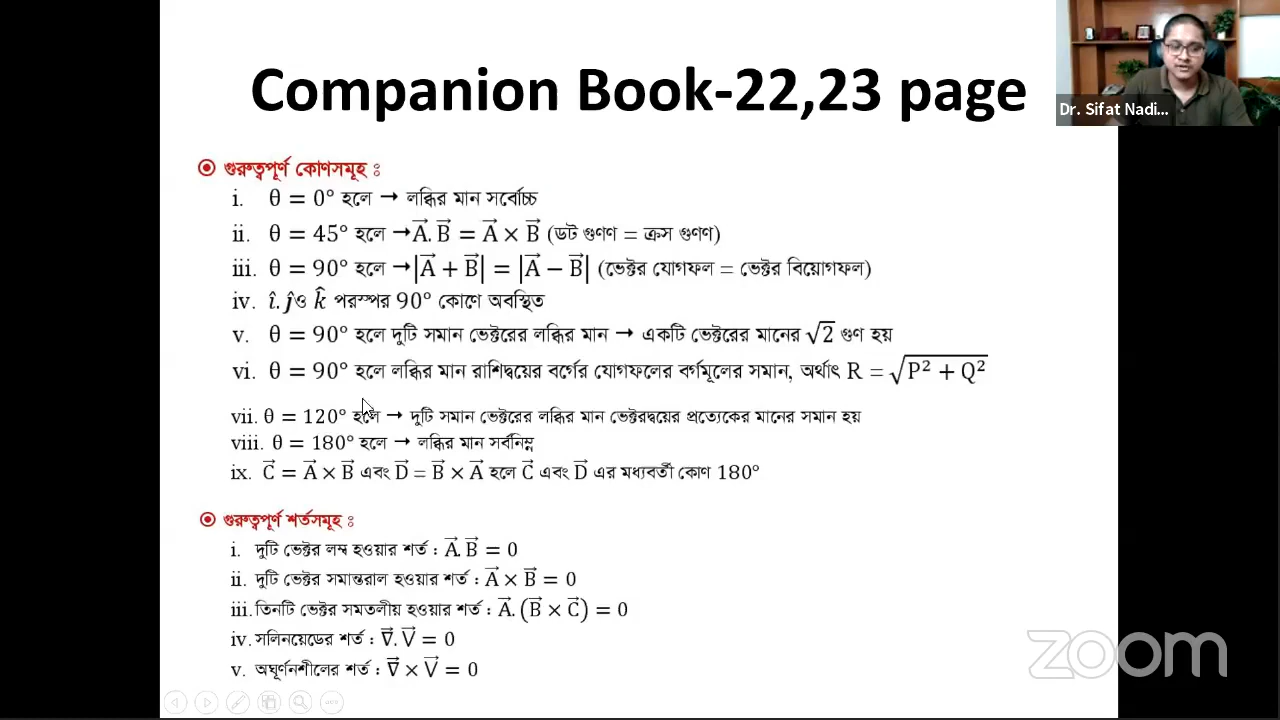 Companion Book-22,23 page
Dr. Sifat Nadi...
গুরুত্বপূর্ণ কোণসমূহ ঃ
i. θ = 0° হলে → লব্ধির মান সর্বোচ্চ
ii. θ = 45° হলে →A⃗.B⃗ = A⃗ × B⃗ (ডট গুণণ = ক্রস গুণণ)
iii. θ = 90° হলে →|A⃗ + B⃗| = |A⃗ − B⃗| (ভেক্টর যোগফল = ভেক্টর বিয়োগফল)
iv. î.ĵও k̂ পরস্পর 90° কোণে অবস্থিত
v. θ = 90° হলে দুটি সমান ভেক্টরের লব্ধির মান → একটি ভেক্টরের মানের √2 গুণ হয়
vi. θ = 90° হলে লব্ধির মান রাশিদ্বয়ের বর্গের যোগফলের বর্গমূলের সমান, অর্থাৎ R = √(P² + Q²)
vii. θ = 120° হলে → দুটি সমান ভেক্টরের লব্ধির মান ভেক্টরদ্বয়ের প্রত্যেকের মানের সমান হয়
viii. θ = 180° হলে → লব্ধির মান সর্বনিম্ন
ix. C⃗ = A⃗ × B⃗ এবং D⃗ = B⃗ × A⃗ হলে C⃗ এবং D⃗ এর মধ্যবর্তী কোণ 180°
গুরুত্বপূর্ণ শর্তসমূহ ঃ
i. দুটি ভেক্টর লম্ব হওয়ার শর্ত : A⃗.B⃗ = 0
ii. দুটি ভেক্টর সমান্তরাল হওয়ার শর্ত : A⃗ × B⃗ = 0
iii. তিনটি ভেক্টর সমতলীয় হওয়ার শর্ত : A⃗.(B⃗ × C⃗) = 0
iv. সলিনয়েডের শর্ত : ∇⃗.V⃗ = 0
v. অঘূর্ণনশীলের শর্ত : ∇⃗ × V⃗ = 0
zoom